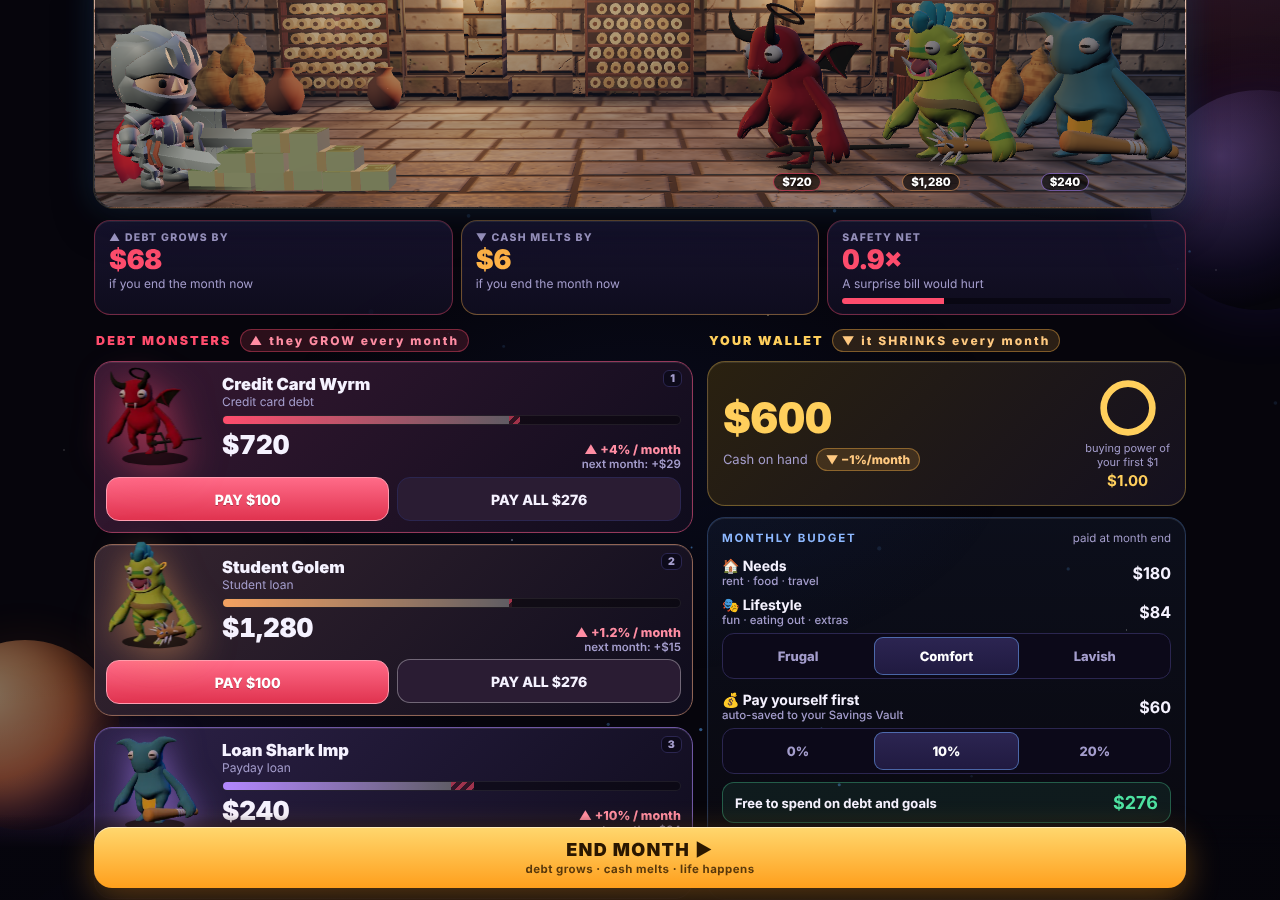 $720
$1,280
$240
▲ DEBT GROWS BY
$68
if you end the month now
▼ CASH MELTS BY
$6
if you end the month now
SAFETY NET
0.9×
A surprise bill would hurt
DEBT MONSTERS
▲ they GROW every month
Credit Card Wyrm
1
Credit card debt
$720
▲ +4% / month
next month: +$29
PAY $100
PAY ALL $276
Student Golem
2
Student loan
$1,280
▲ +1.2% / month
next month: +$15
PAY $100
PAY ALL $276
Loan Shark Imp
3
Payday loan
$240
▲ +10% / month
YOUR WALLET
▼ it SHRINKS every month
$600
Cash on hand
▼ −1%/month
buying power of
your first $1
$1.00
MONTHLY BUDGET
paid at month end
🏠 Needs
rent · food · travel
$180
🎭 Lifestyle
fun · eating out · extras
$84
Frugal
Comfort
Lavish
💰 Pay yourself first
auto-saved to your Savings Vault
$60
0%
10%
20%
Free to spend on debt and goals
$276
END MONTH ▶
debt grows · cash melts · life happens